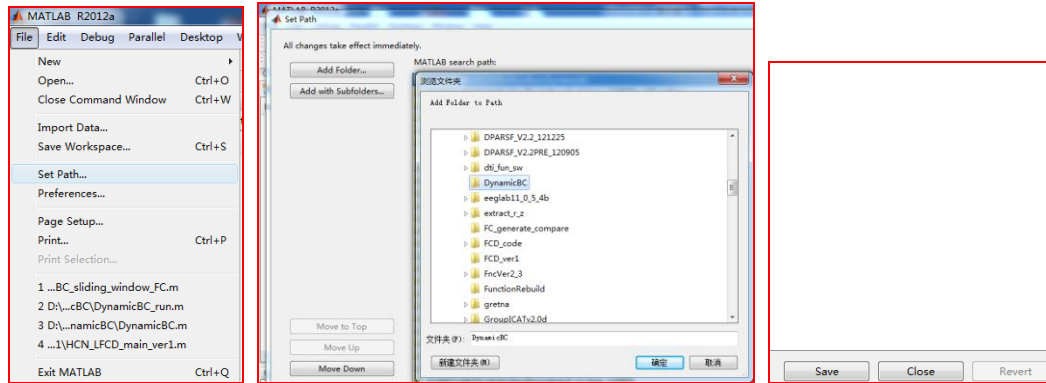 MATLAB R2012a
File Edit Debug Parallel Desktop
New
Open... Ctrl+O
Close Command Window Ctrl+W
Import Data...
Save Workspace... Ctrl+S
Set Path...
Preferences...
Page Setup...
Print... Ctrl+P
Print Selection...
1 ...BC_sliding_window_FC.m
2 D:\...cBC\DynamicBC_run.m
3 D:\...namicBC\DynamicBC.m
4 ...1\HCN_LFCD_main_ver1.m
Exit MATLAB Ctrl+Q
MATLAB R2012a
Set Path
All changes take effect immediately.
Add Folder...
Add with Subfolders...
MATLAB search path:
浏览文件夹
Add Folder to Path
DPARSF_V2.2_121225
DPARSF_V2.2PRE_120905
dti_fun_sw
DynamicBC
eeglab11_0_5_4b
extract_r_z
FC_generate_compare
FCD_code
FCD_ver1
FncVer2_3
FunctionRebuild
gretna
GroupICATv2.0d
文件夹(F): DynamicBC
新建文件夹(N) 确定 取消
Move to Top
Move Up
Move Down
Save Close Revert